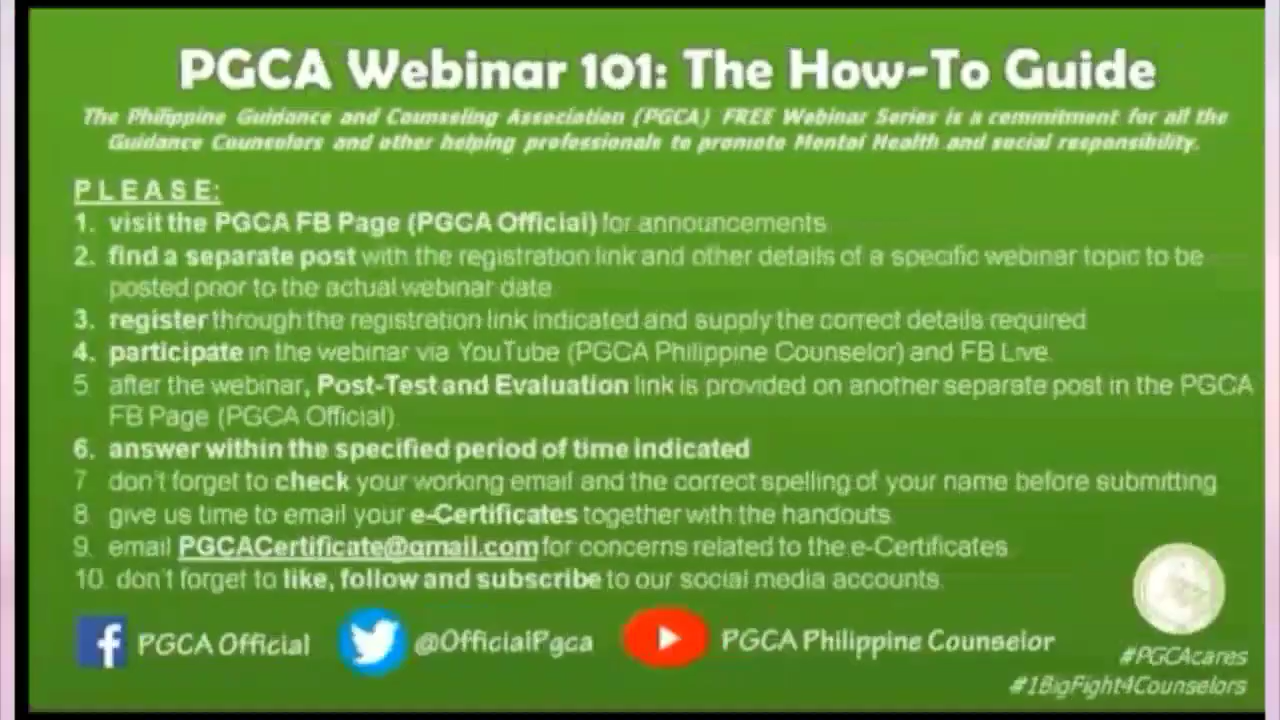 PGCA Webinar 101: The How-To Guide
The Philippine Guidance and Counseling Association (PGCA) FREE Webinar Series is a commitment for all the
Guidance Counselors and other helping professionals to promote Mental Health and social responsibility.
PLEASE:
1. visit the PGCA FB Page (PGCA Official) for announcements
2. find a separate post with the registration link and other details of a specific webinar topic to be
posted prior to the actual webinar date
3. register through the registration link indicated and supply the correct details required
4. participate in the webinar via YouTube (PGCA Philippine Counselor) and FB Live.
5. after the webinar, Post-Test and Evaluation link is provided on another separate post in the PGCA
FB Page (PGCA Official).
6. answer within the specified period of time indicated
7. don't forget to check your working email and the correct spelling of your name before submitting
8. give us time to email your e-Certificates together with the handouts
9. email PGCACertificate@gmail.com for concerns related to the e-Certificates
10. don't forget to like, follow and subscribe to our social media accounts.
PGCA Official @OfficialPgca PGCA Philippine Counselor
#PGCAcares
#1BigFight4Counselors